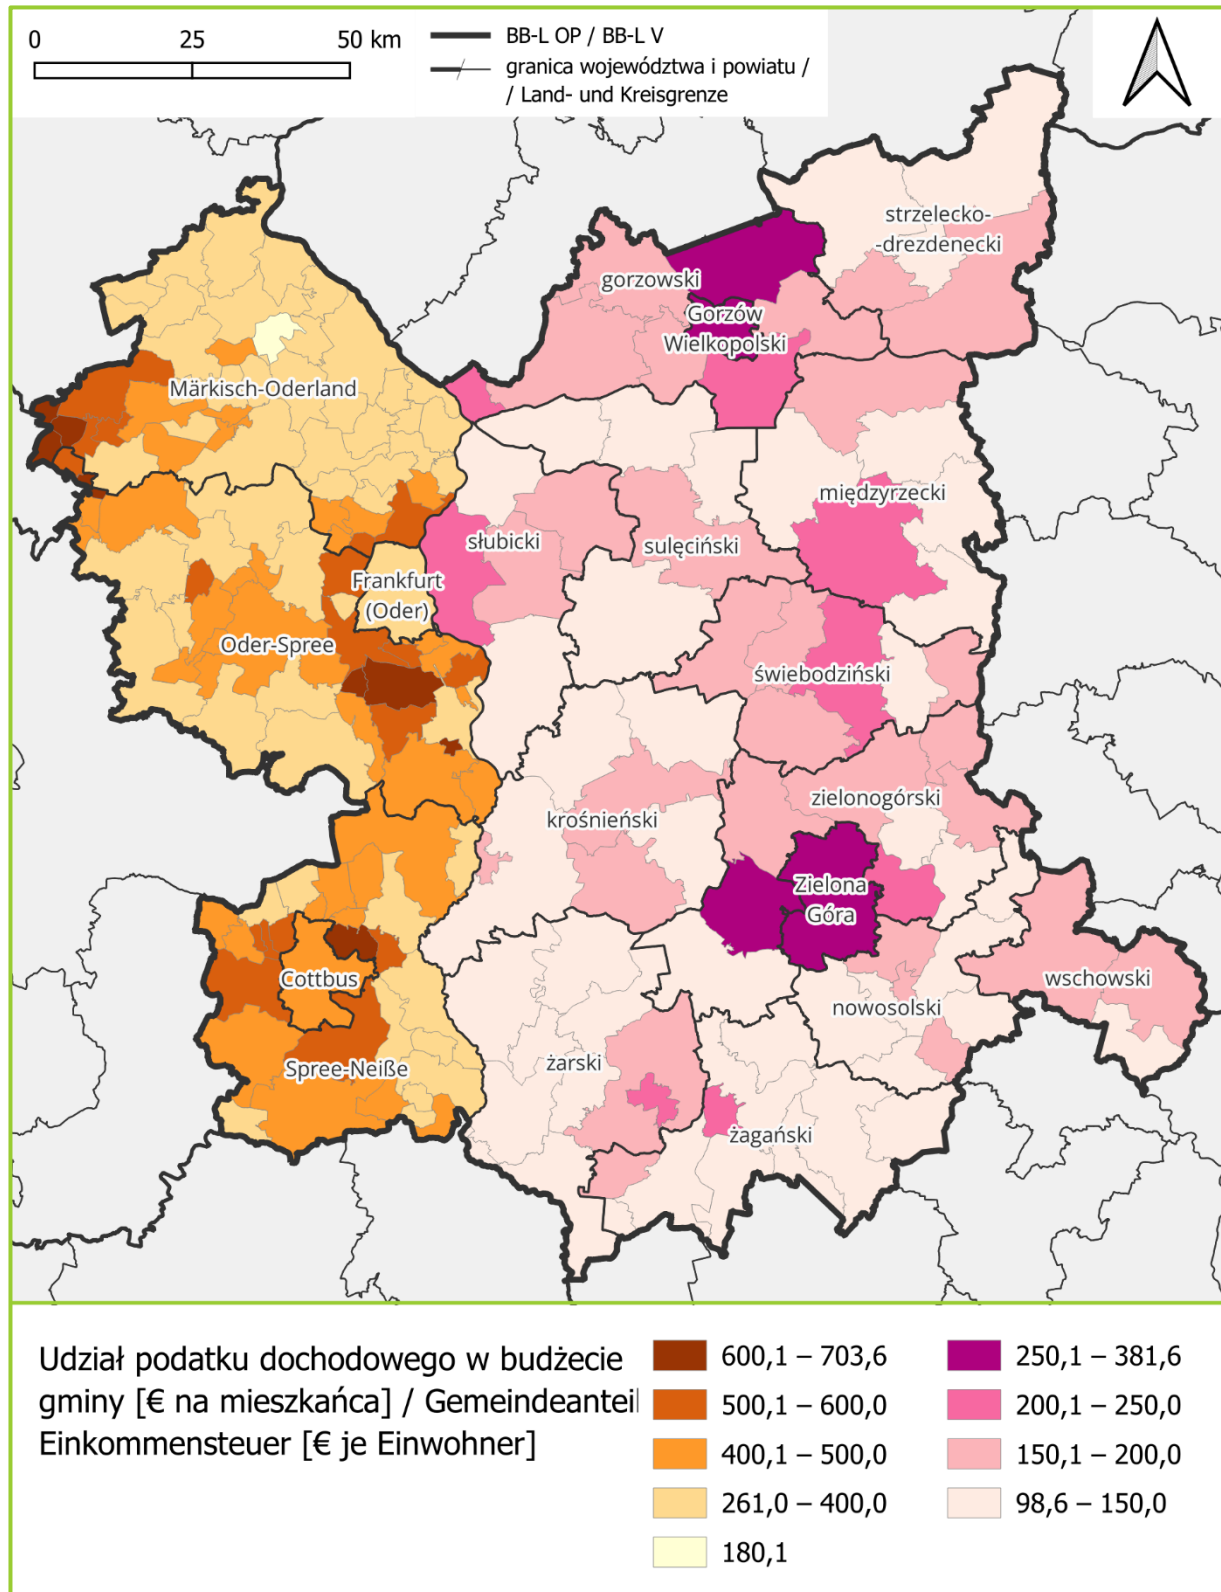 0 25 50 km
BB-L OP / BB-L V
granica województwa i powiatu /
/ Land- und Kreisgrenze
strzelecko-
-drezdenecki
gorzowski
Gorzów
Wielkopolski
Märkisch-Oderland
międzyrzecki
słubicki
sulęciński
Frankfurt
(Oder)
Oder-Spree
świebodziński
zielonogórski
krośnieński
Zielona
Góra
Cottbus
wschowski
nowosolski
Spree-Neiße
żarski
żagański
Udział podatku dochodowego w budżecie
gminy [€ na mieszkańca] / Gemeindeanteil
Einkommensteuer [€ je Einwohner]
600,1 – 703,6
500,1 – 600,0
400,1 – 500,0
261,0 – 400,0
180,1
250,1 – 381,6
200,1 – 250,0
150,1 – 200,0
98,6 – 150,0